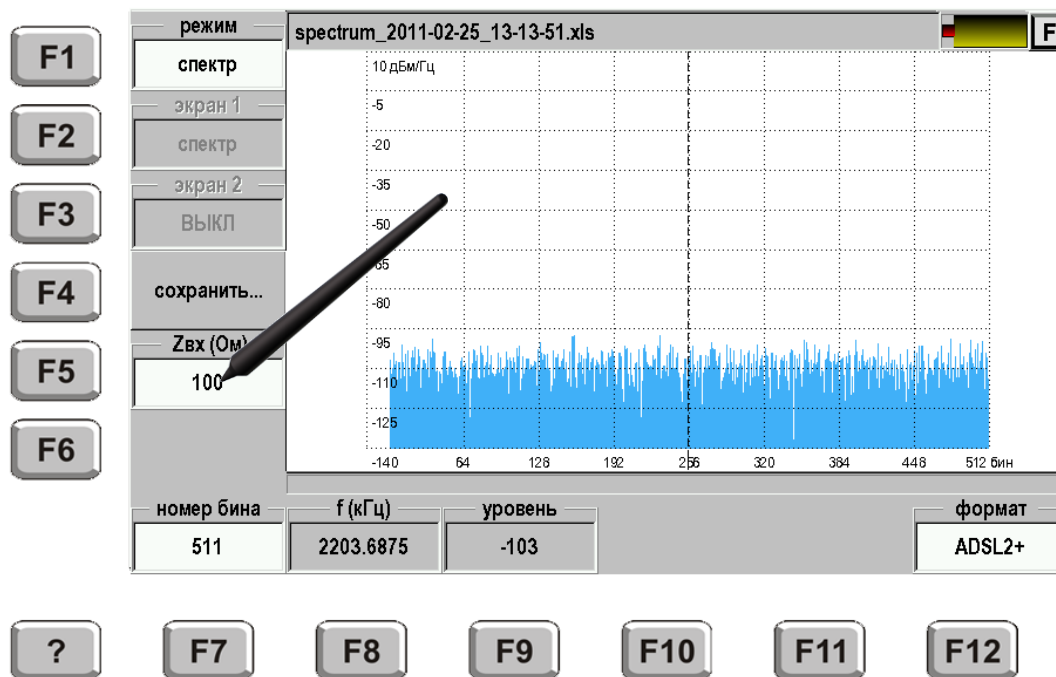 F1
F2
F3
F4
F5
F6
режим
спектр
экран 1
спектр
экран 2
ВЫКЛ
сохранить...
Zвх (Ом)
100
spectrum_2011-02-25_13-13-51.xls
F
10 дБм/Гц
-5
-20
-35
-50
-65
-80
-95
-110
-125
-140 64 128 192 256 320 384 448 512 бин
номер бина f (кГц) уровень формат
511 2203.6875 -103 ADSL2+
? F7 F8 F9 F10 F11 F12